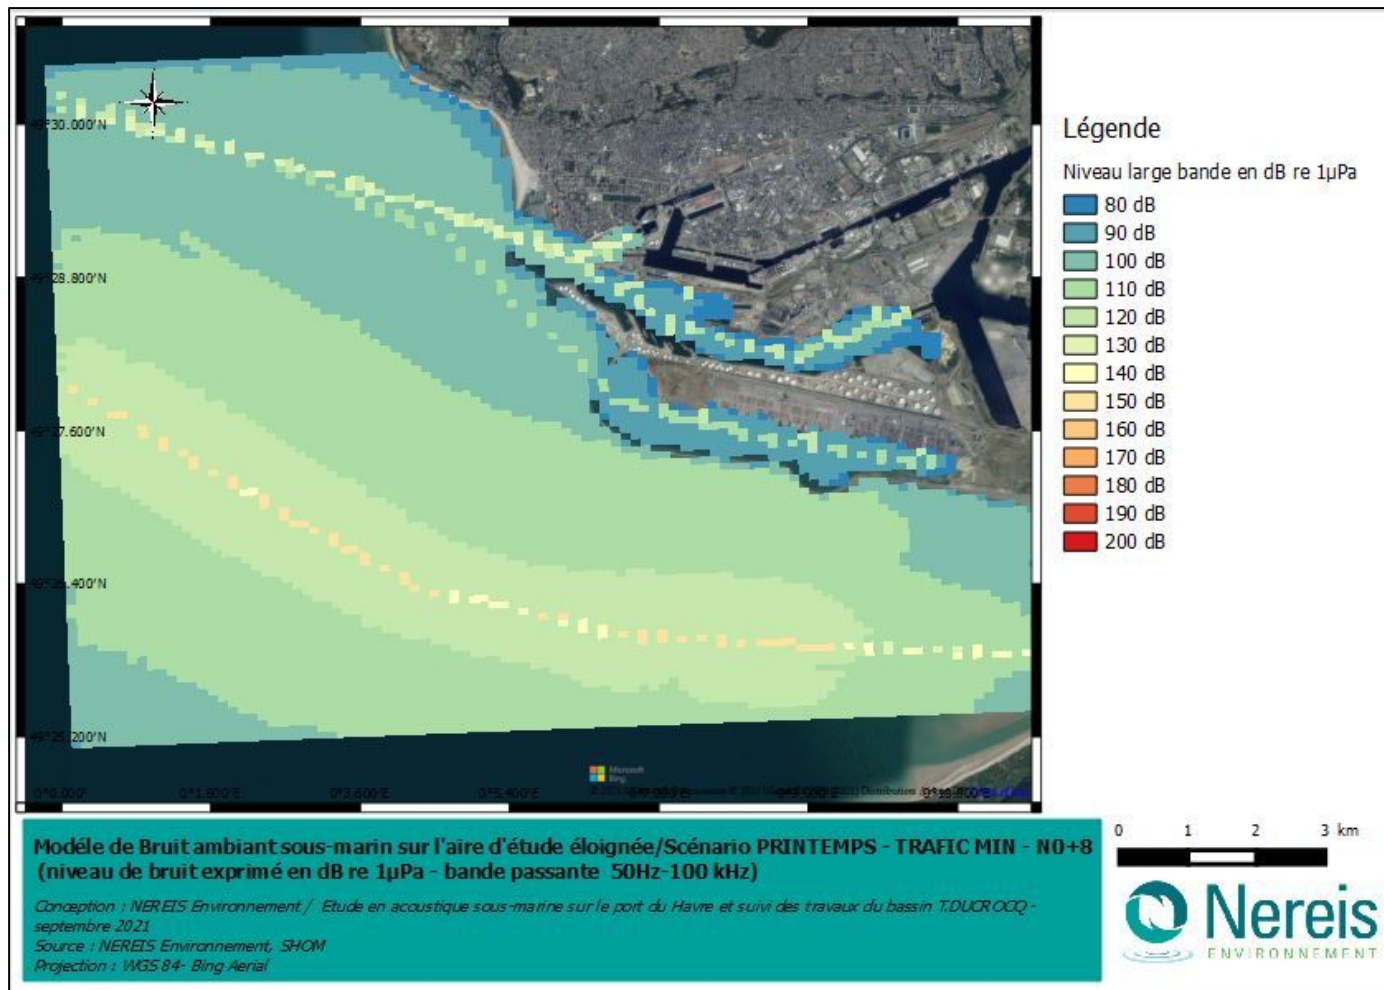 49°30.000'N
49°28.800'N
49°27.600'N
49°26.400'N
49°25.200'N
0°0.000'E
0°1.800'E
0°3.600'E
0°5.400'E
Microsoft
Bing
Légende
Niveau large bande en dB re 1µPa
80 dB
90 dB
100 dB
110 dB
120 dB
130 dB
140 dB
150 dB
160 dB
170 dB
180 dB
190 dB
200 dB
Modéle de Bruit ambiant sous-marin sur l'aire d'étude éloignée/Scénario PRINTEMPS - TRAFIC MIN - N0+8
(niveau de bruit exprimé en dB re 1µPa - bande passante 50Hz-100 kHz)
Conception : NEREIS Environnement / Etude en acoustique sous-marine sur le port du Havre et suivi des travaux du bassin T.DUCROCQ -
septembre 2021
Source : NEREIS Environnement, SHOM
Projection : WGS 84- Bing Aerial
0 1 2 3 km
Nereis
ENVIRONNEMENT